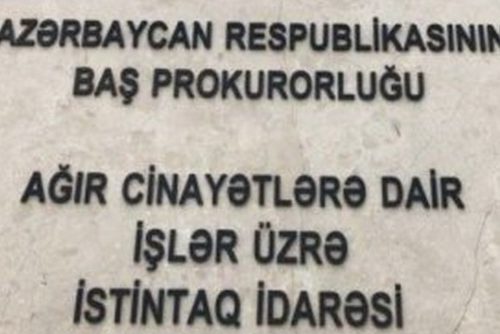 AZƏRBAYCAN RESPUBLİKASININ
BAŞ PROKURORLUĞU
AĞIR CİNAYƏTLƏRƏ DAİR
İŞLƏR ÜZRƏ
İSTİNTAQ İDARƏSİ